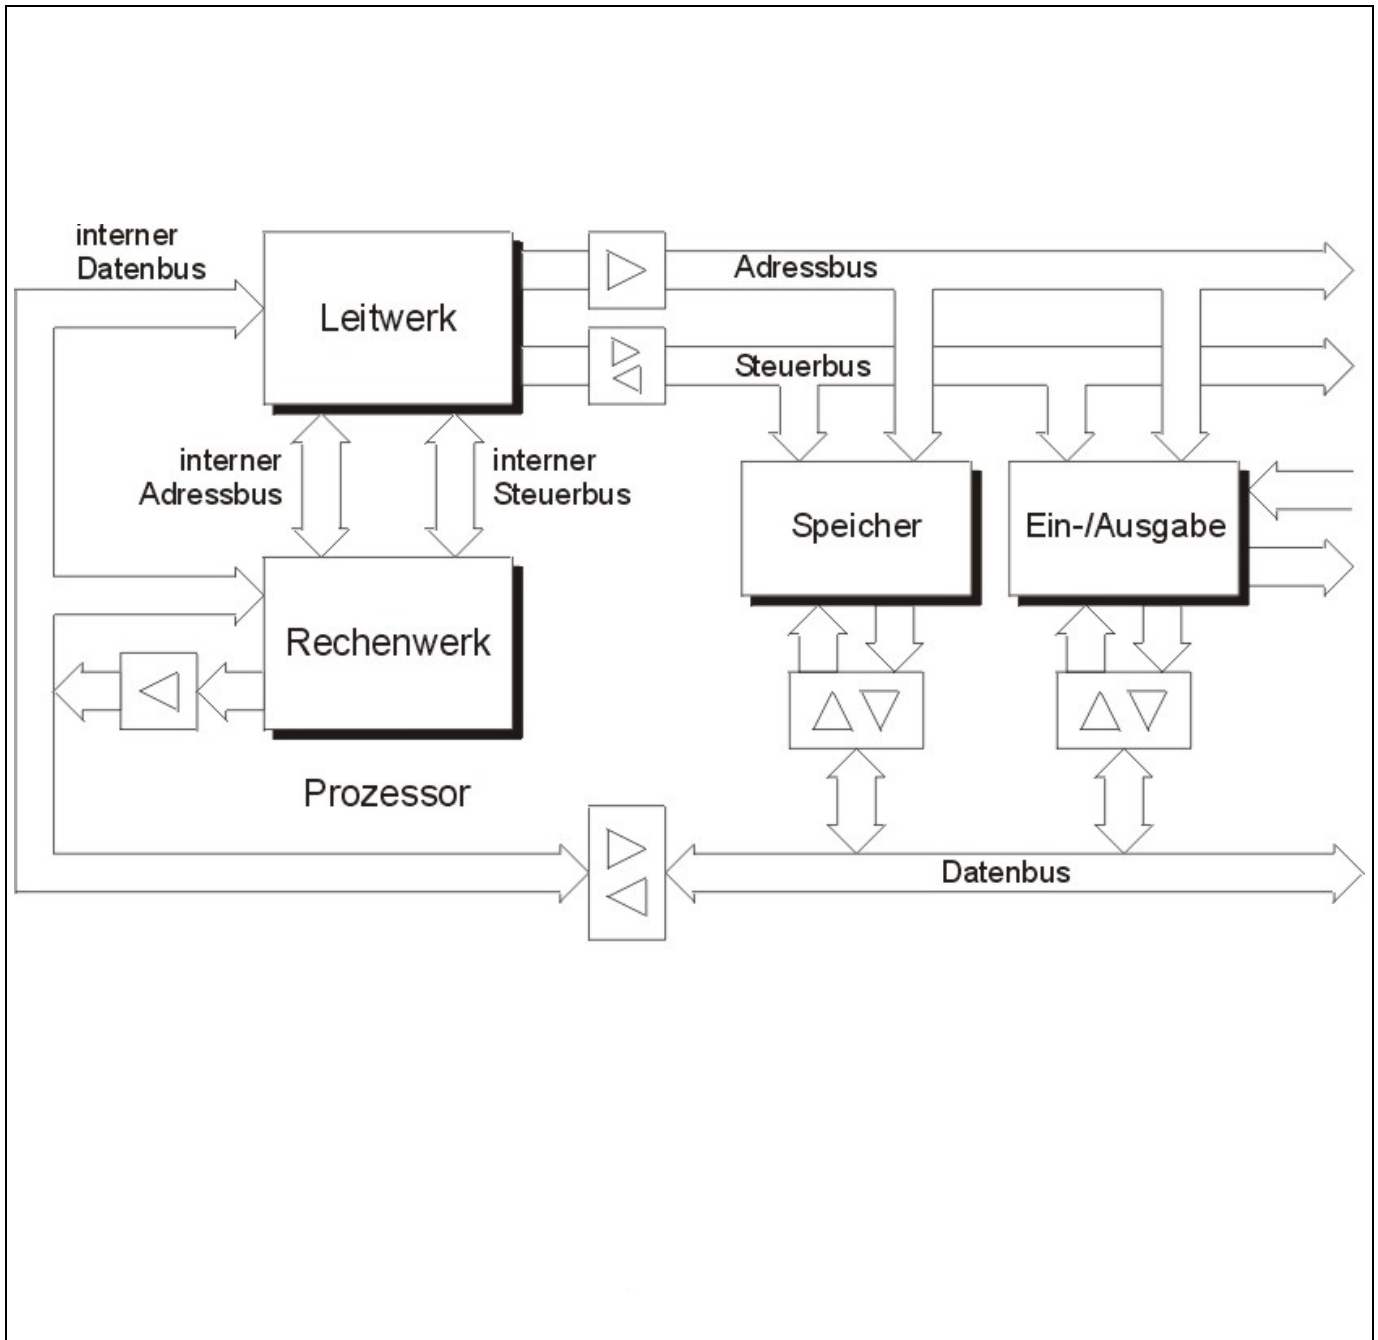 interner
Datenbus
Leitwerk
Adressbus
Steuerbus
interner
Adressbus
interner
Steuerbus
Speicher
Ein-/Ausgabe
Rechenwerk
Prozessor
Datenbus